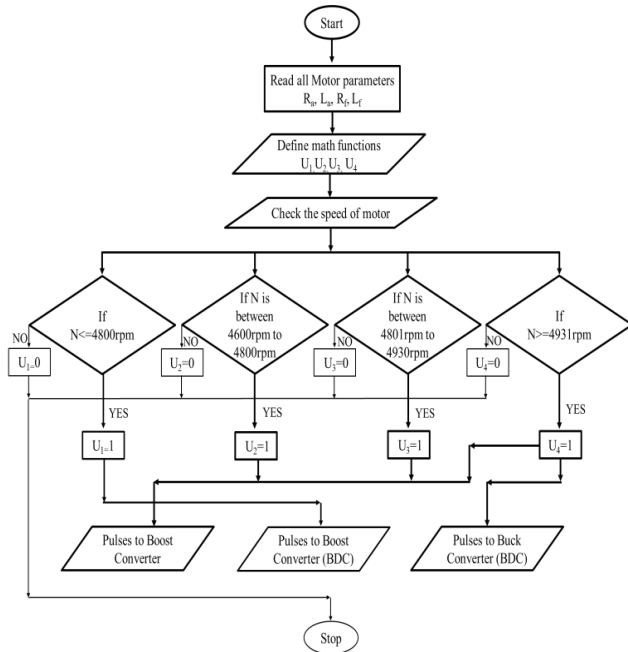 Start
Read all Motor parameters
Rₐ, Lₐ, R_f, L_f
Define math functions
U₁, U₂, U₃, U₄
Check the speed of motor
If
N<=4800rpm
If N is
between
4600rpm to
4800rpm
If N is
between
4801rpm to
4930rpm
If
N>=4931rpm
NO
NO
NO
NO
U₁=0
U₂=0
U₃=0
U₄=0
YES
YES
YES
YES
U₁=1
U₂=1
U₃=1
U₄=1
Pulses to Boost
Converter
Pulses to Boost
Converter (BDC)
Pulses to Buck
Converter (BDC)
Stop